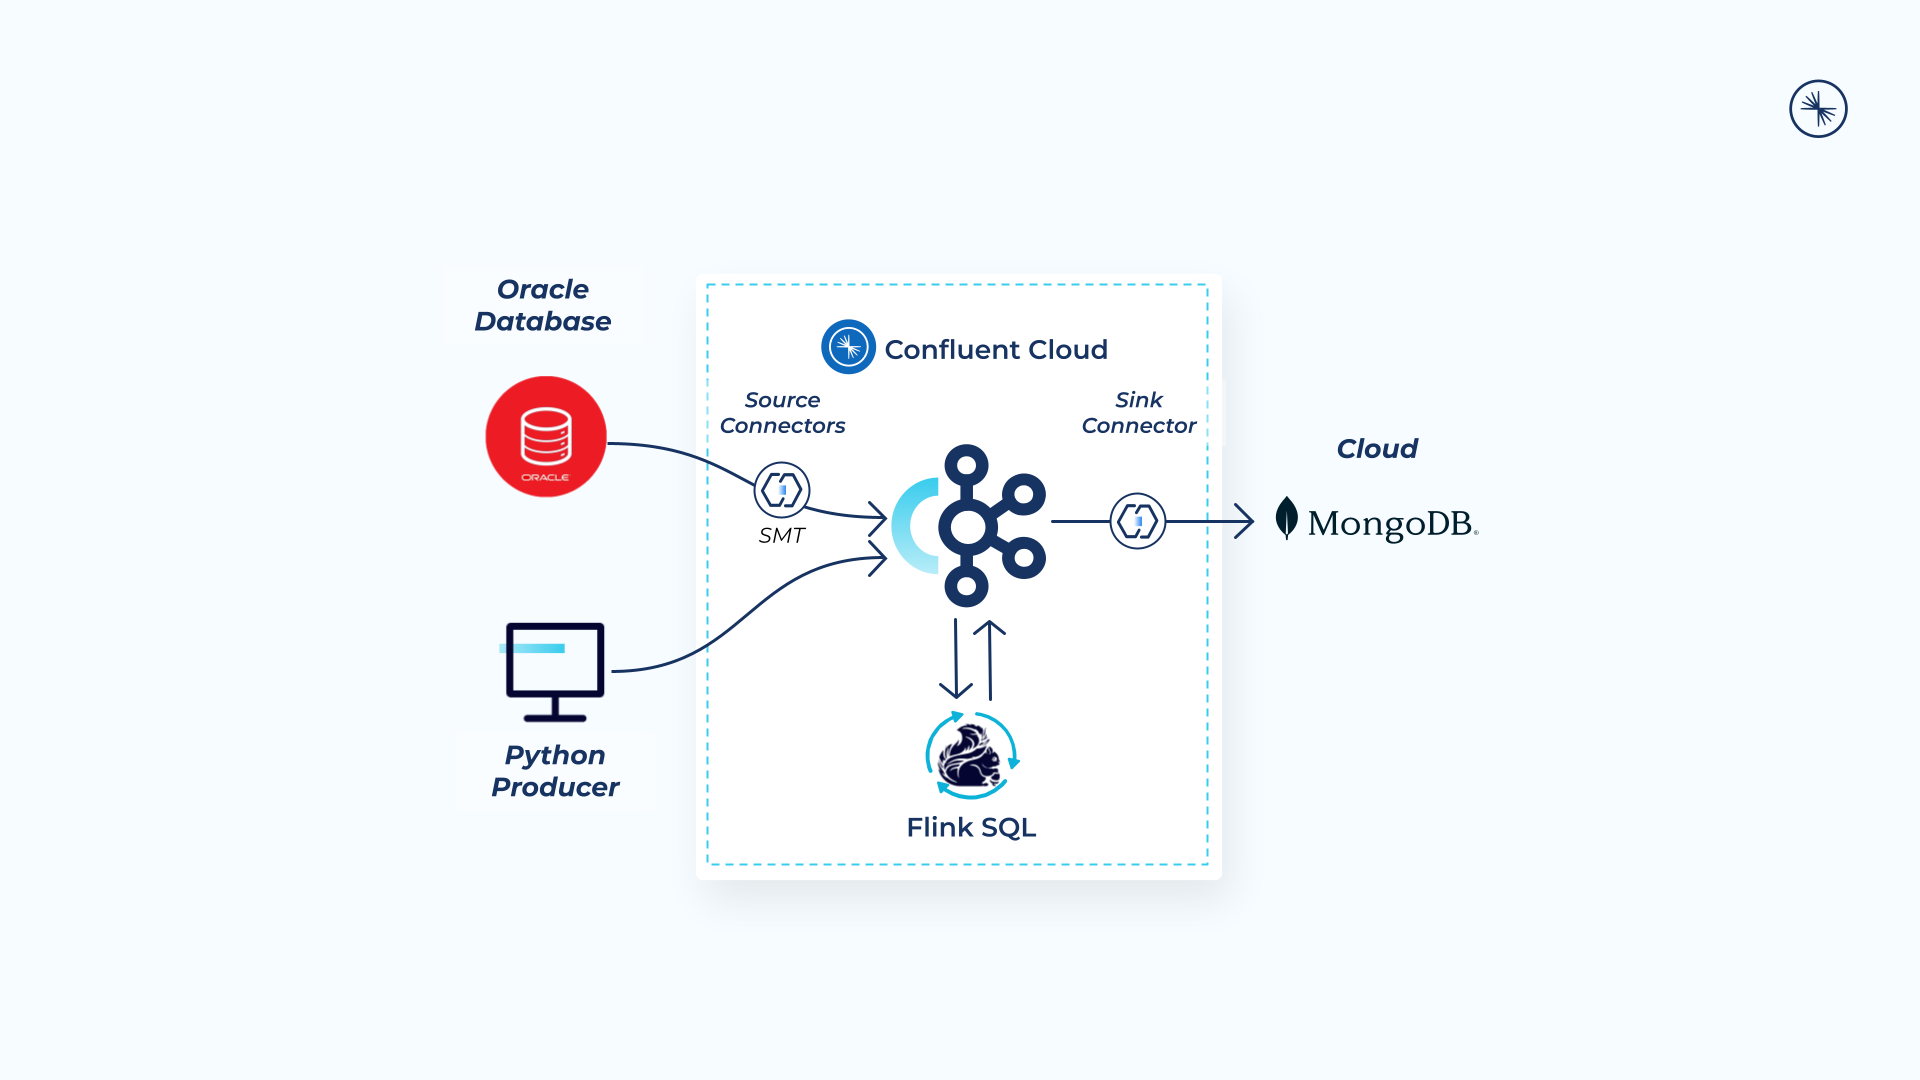 Oracle
Database
ORACLE
Confluent Cloud
Source
Connectors
SMT
Sink
Connector
Cloud
MongoDB®
Python
Producer
Flink SQL